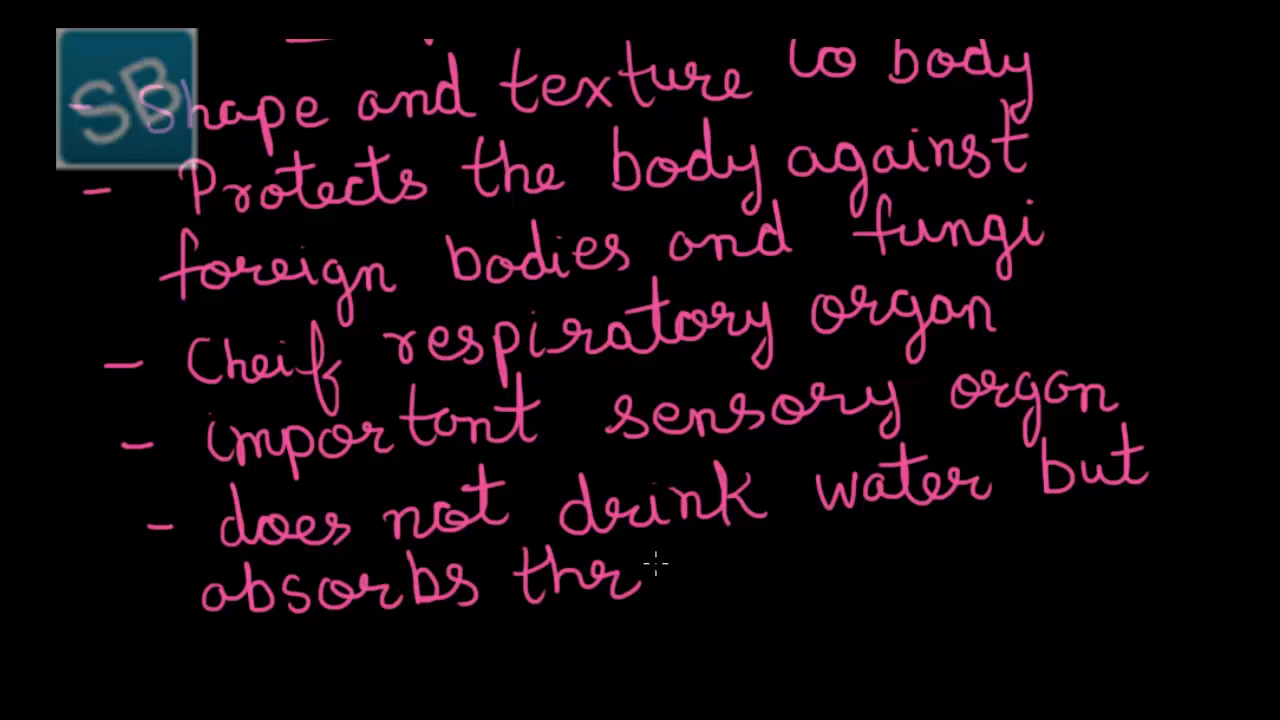 SB
- Shape and texture to body
- Protects the body against
foreign bodies and fungi
- Cheif respiratory organ
- important sensory organ
- does not drink water but
absorbs thr